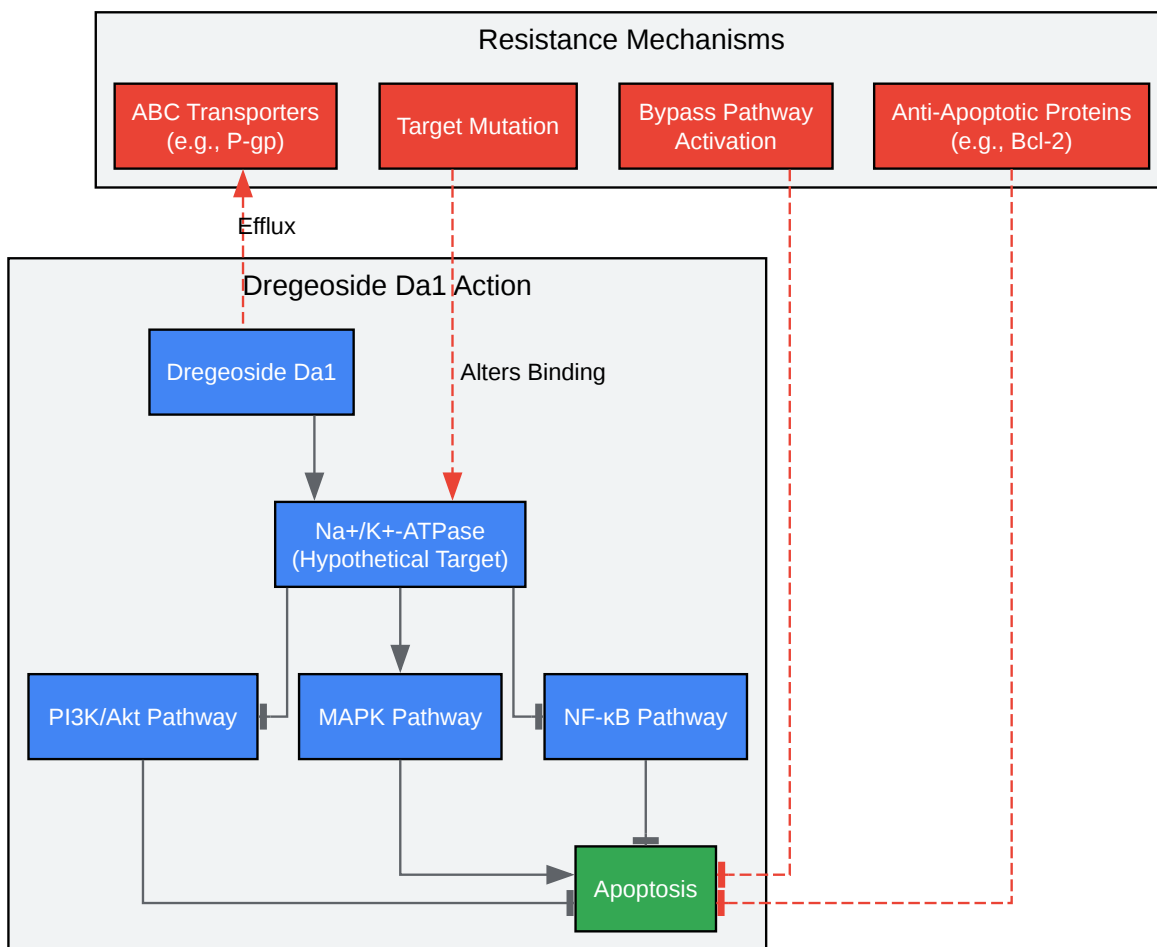 Resistance Mechanisms
ABC Transporters
(e.g., P-gp)
Target Mutation
Bypass Pathway
Activation
Anti-Apoptotic Proteins
(e.g., Bcl-2)
Efflux
Dregeoside Da1 Action
Dregeoside Da1
Alters Binding
Na+/K+-ATPase
(Hypothetical Target)
PI3K/Akt Pathway
MAPK Pathway
NF-κB Pathway
Apoptosis